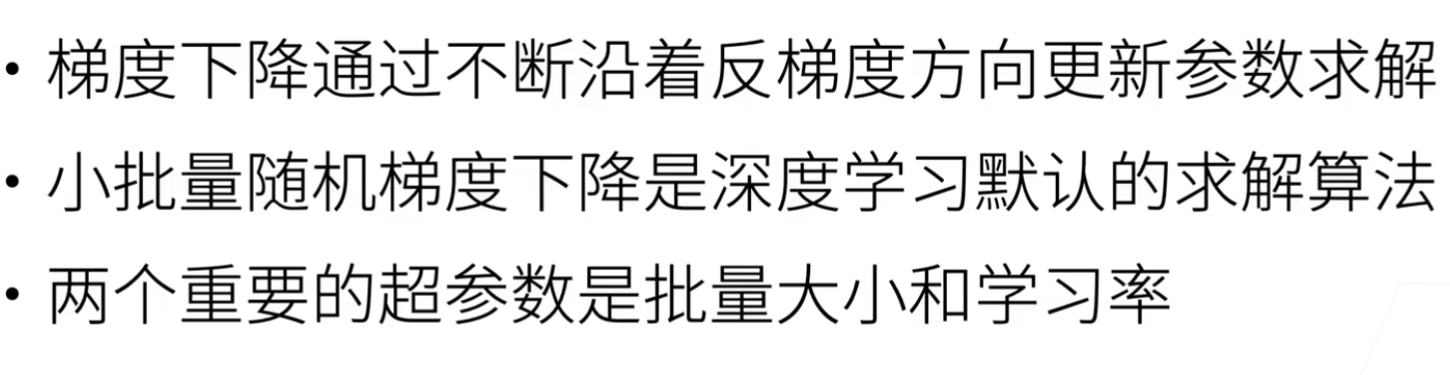 • 梯度下降通过不断沿着反梯度方向更新参数求解
• 小批量随机梯度下降是深度学习默认的求解算法
• 两个重要的超参数是批量大小和学习率